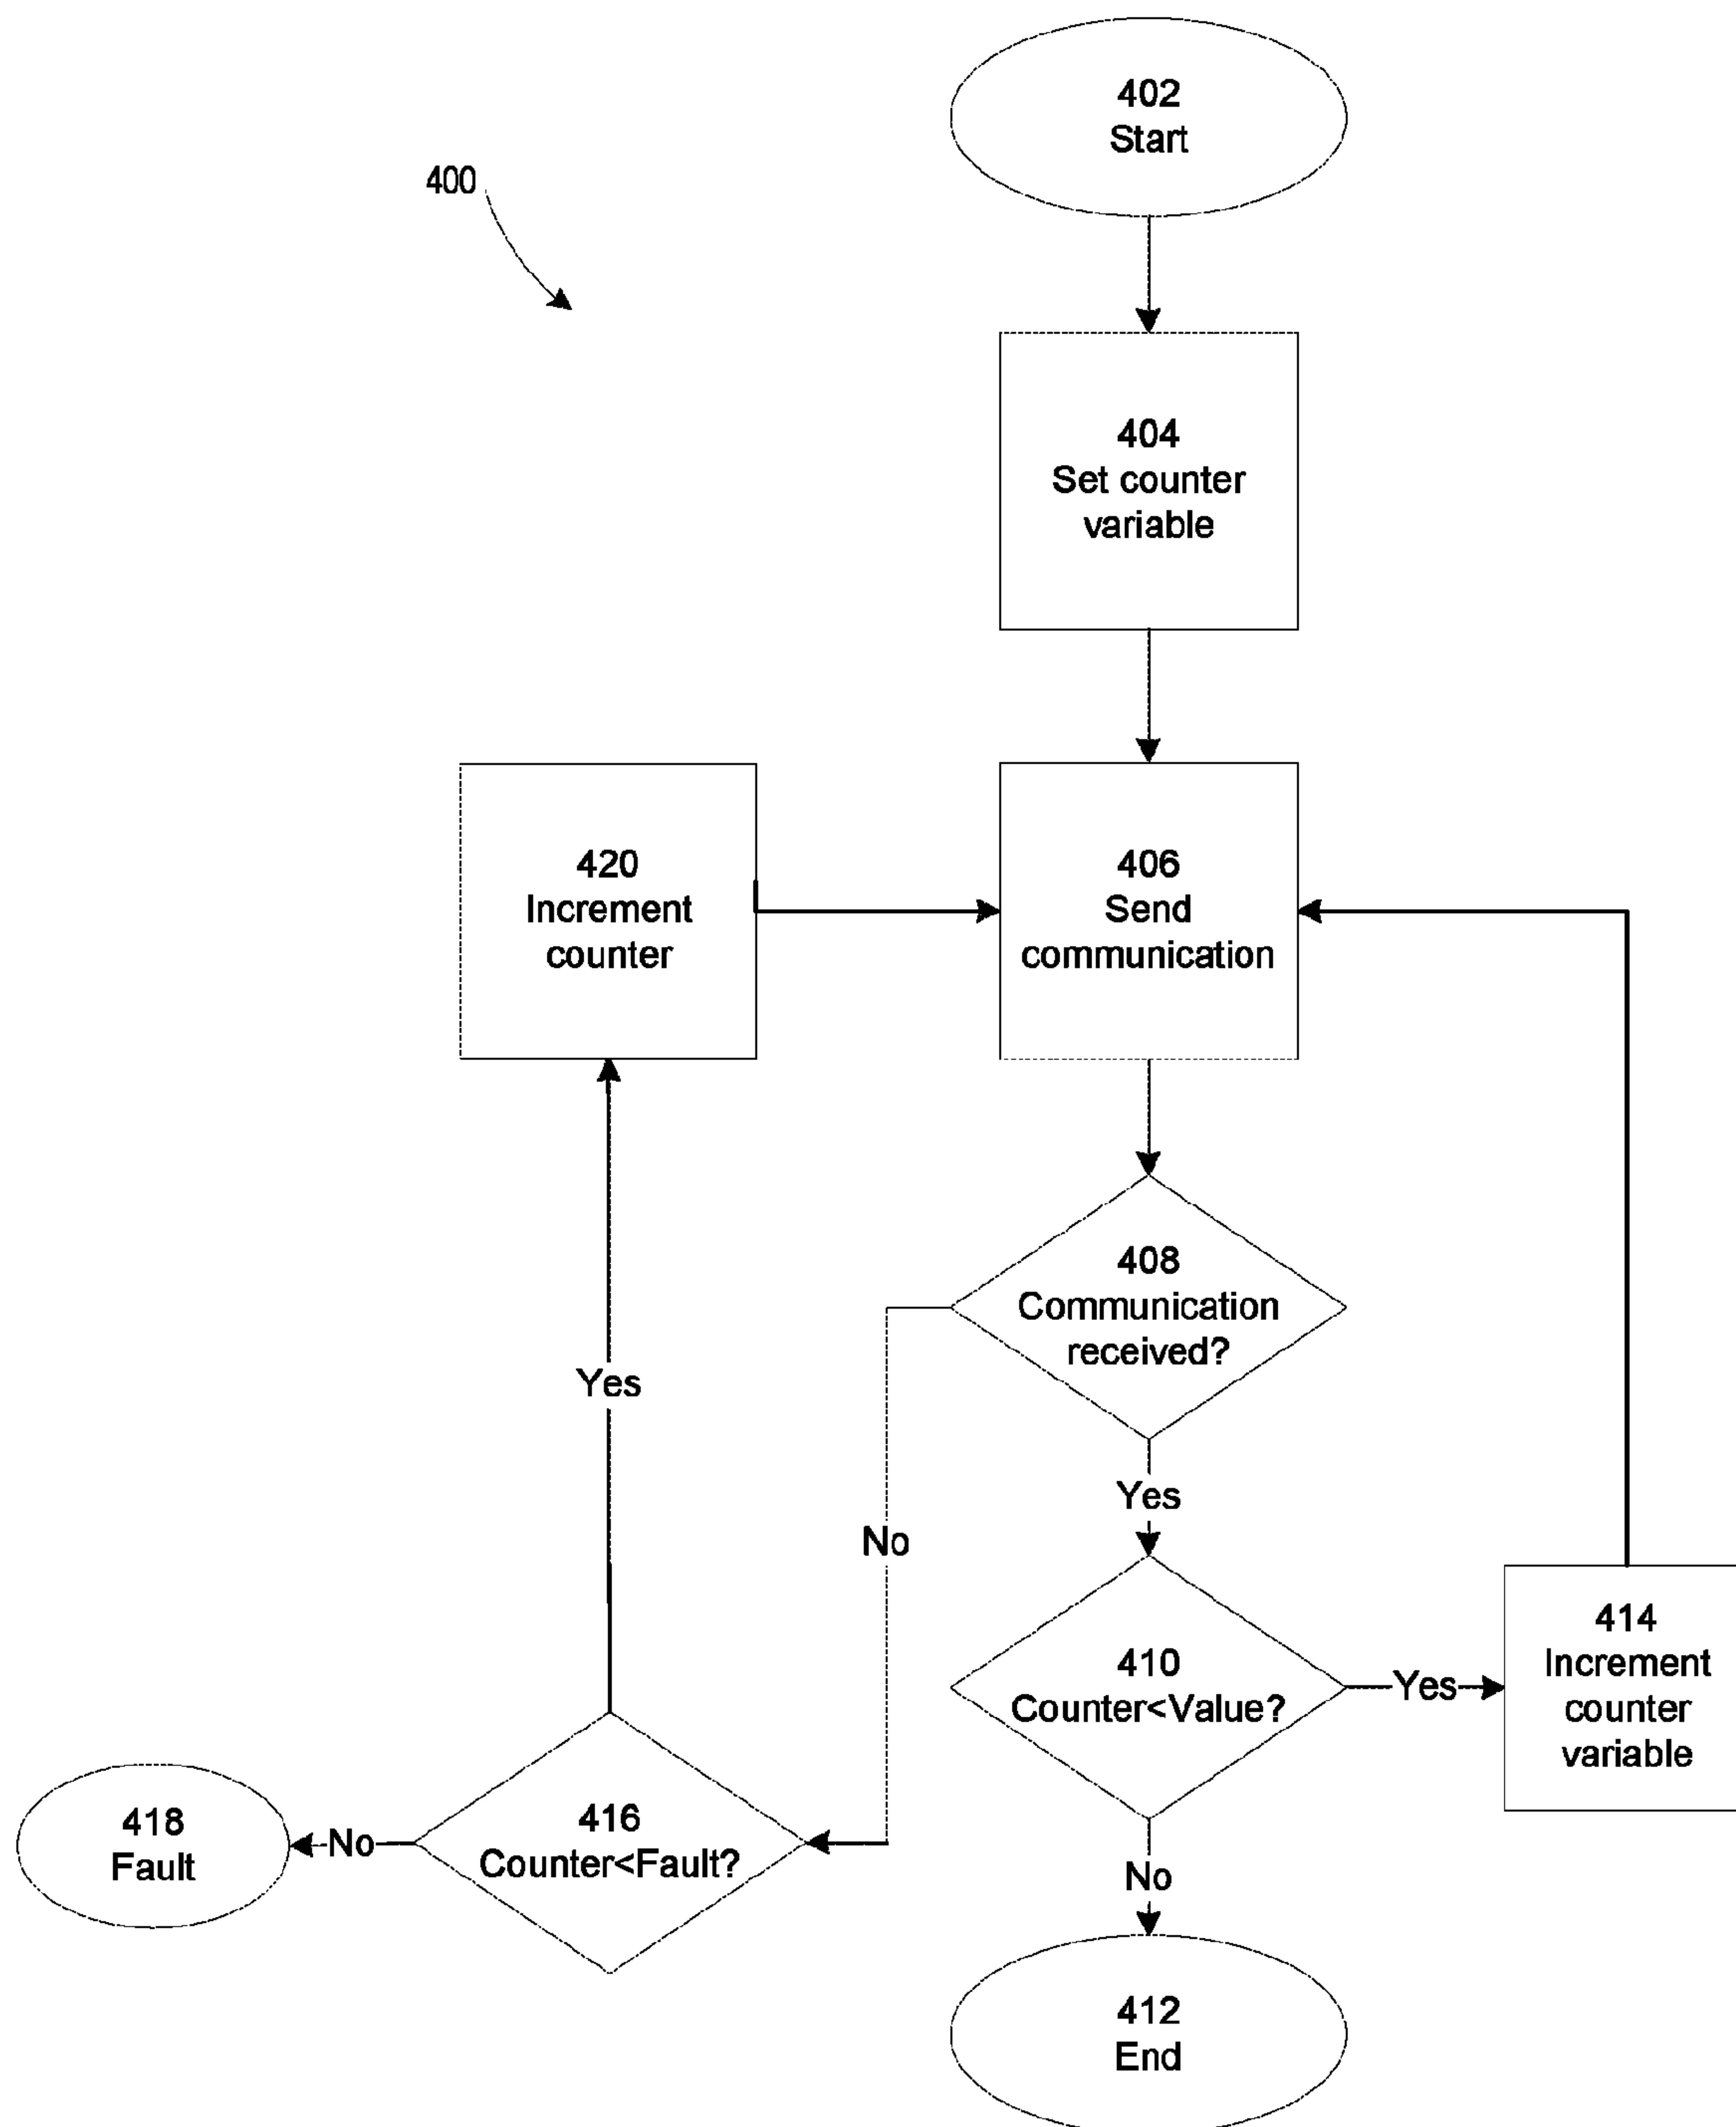 402
Start
400
404
Set counter
variable
420
Increment
counter
406
Send
communication
408
Communication
received?
Yes
Yes
No
410
Counter<Value?
Yes
414
Increment
counter
variable
416
Counter<Fault?
No
418
Fault
No
412
End